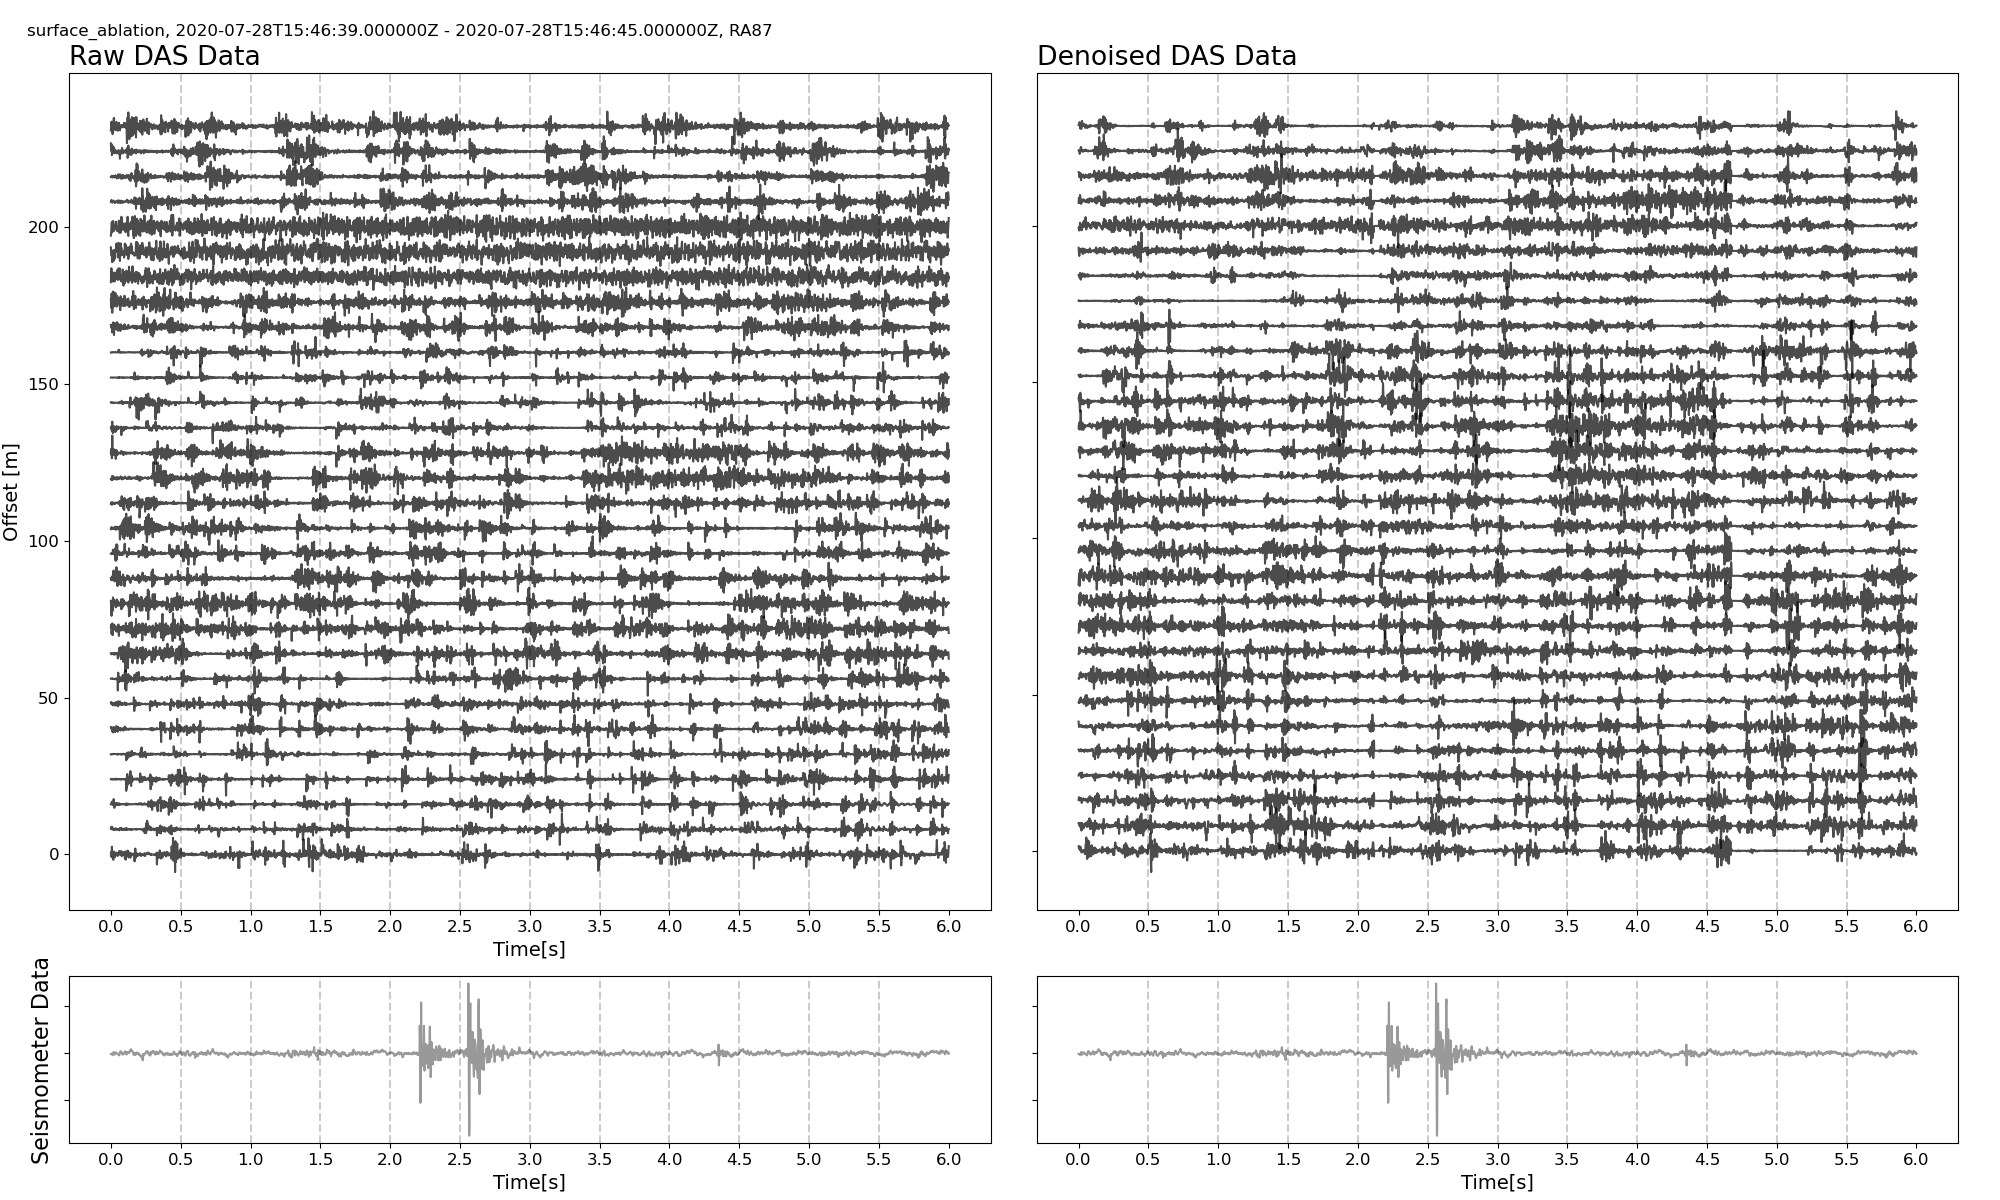 surface_ablation, 2020-07-28T15:46:39.000000Z - 2020-07-28T15:46:45.000000Z, RA87
Raw DAS Data
Denoised DAS Data
Offset [m]
200
150
100
50
0
0.0 0.5 1.0 1.5 2.0 2.5 3.0 3.5 4.0 4.5 5.0 5.5 6.0
Time[s]
0.0 0.5 1.0 1.5 2.0 2.5 3.0 3.5 4.0 4.5 5.0 5.5 6.0
Seismometer Data
0.0 0.5 1.0 1.5 2.0 2.5 3.0 3.5 4.0 4.5 5.0 5.5 6.0
Time[s]
0.0 0.5 1.0 1.5 2.0 2.5 3.0 3.5 4.0 4.5 5.0 5.5 6.0
Time[s]